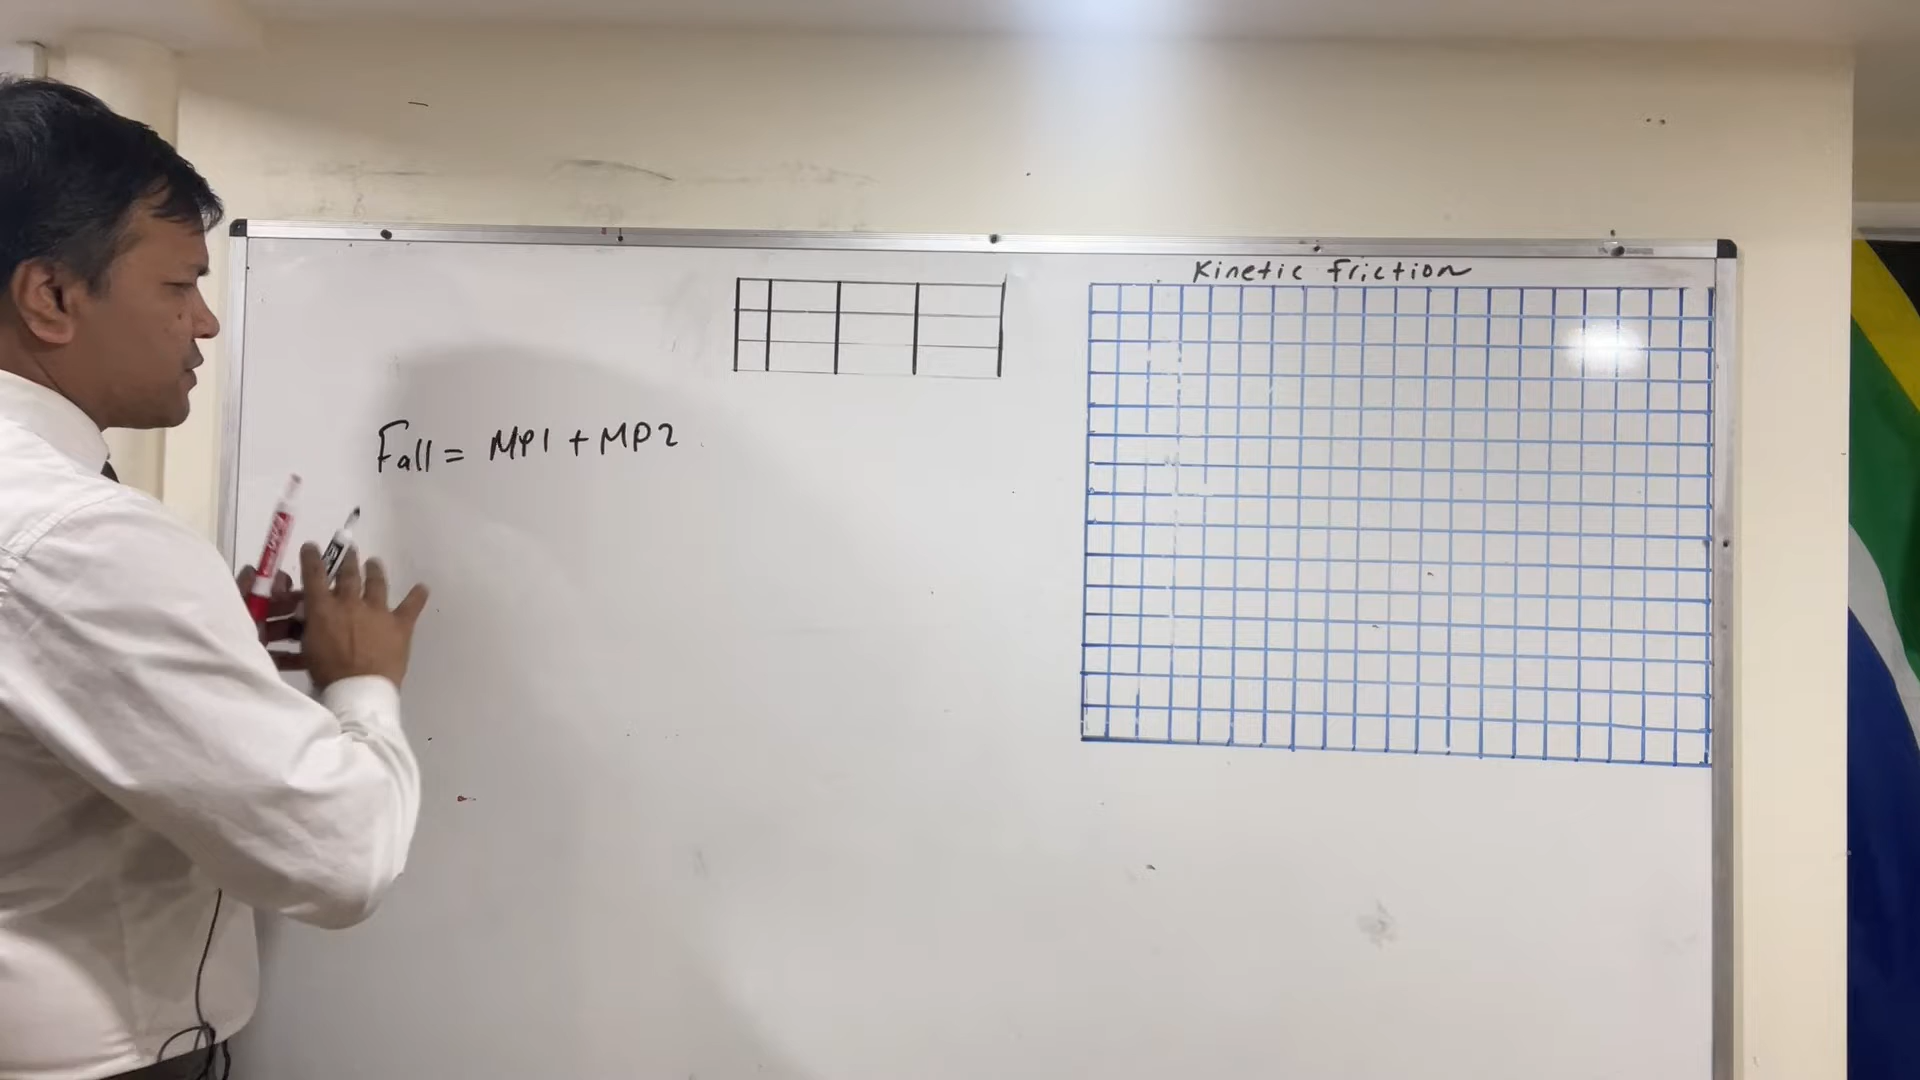 Kinetic friction
Fall = MP1 + MP2